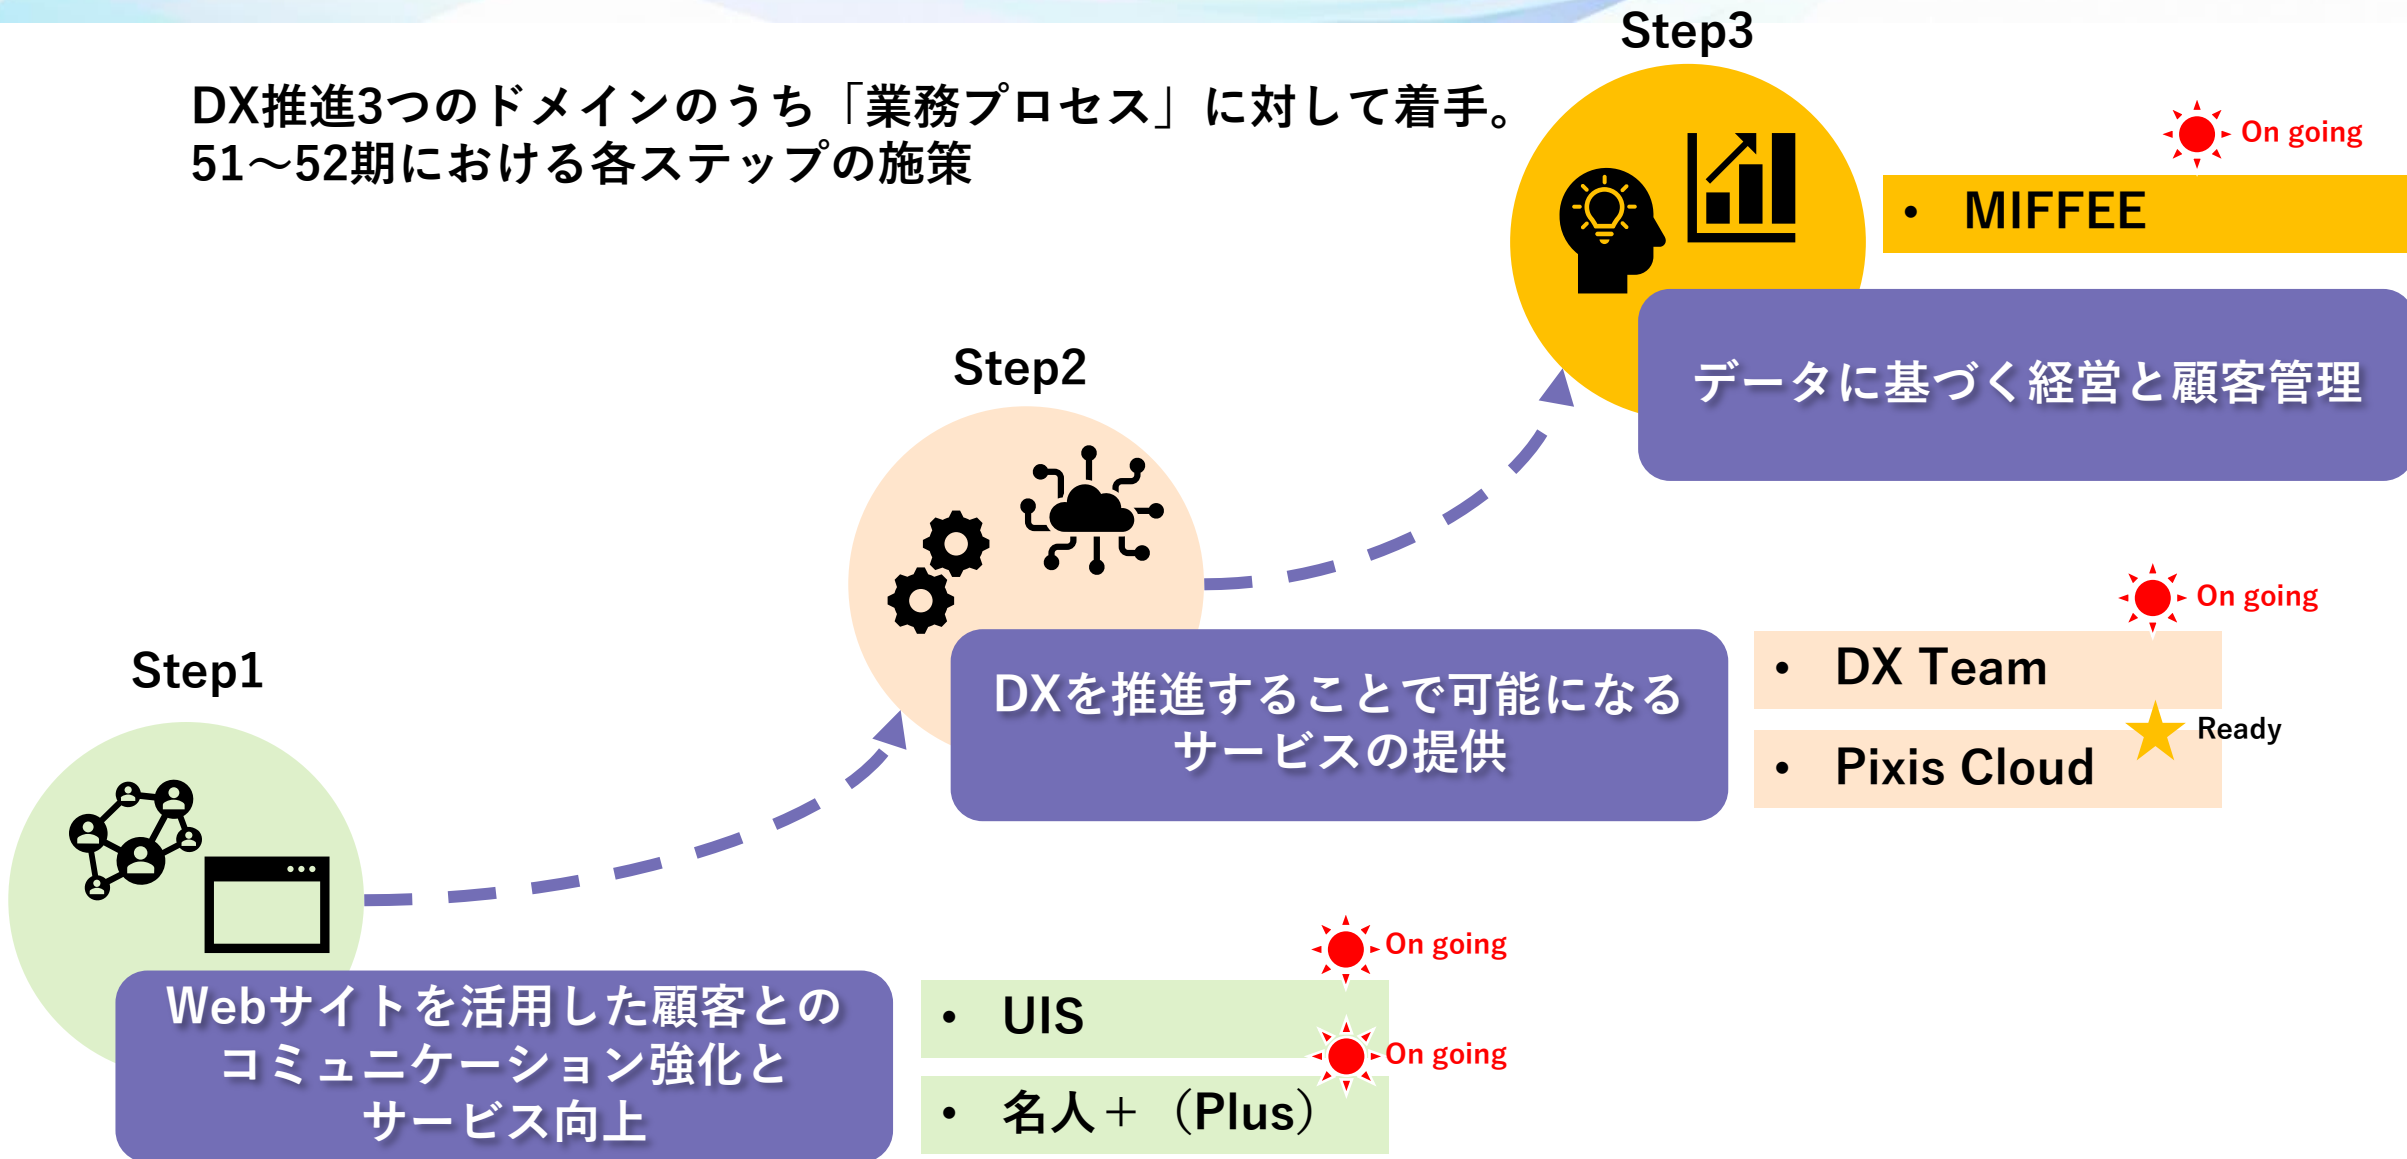 Step3
DX推進3つのドメインのうち「業務プロセス」に対して着手。
51～52期における各ステップの施策
On going
• MIFFEE
データに基づく経営と顧客管理
Step2
On going
DXを推進することで可能になる
サービスの提供
• DX Team
Ready
• Pixis Cloud
Step1
Webサイトを活用した顧客との
コミュニケーション強化と
サービス向上
On going
• UIS
On going
• 名人＋（Plus）